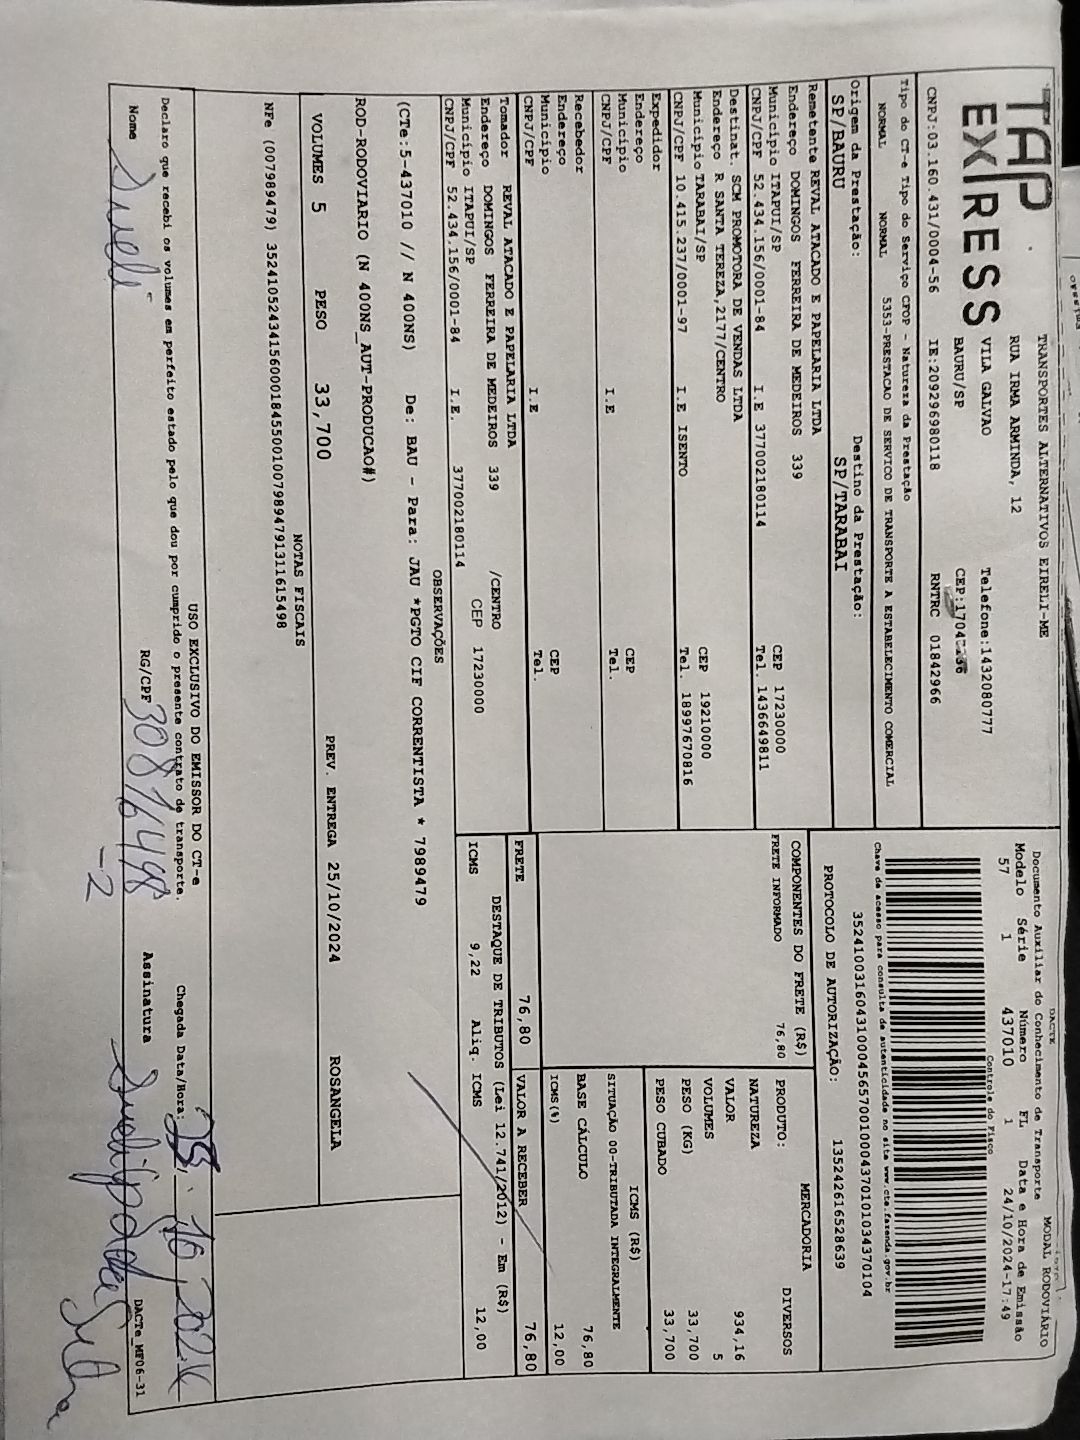 TAP
EXPRESS
TRANSPORTES ALTERNATIVOS EIRELI-ME
RUA IRMA ARMINDA, 12
VILA GALVAO Telefone:1432080777
BAURU/SP
CNPJ:03.160.431/0004-56 IE:209296980118 RNTRC 01842966
Tipo do CT-e Tipo do Serviço CFOP - Natureza da Prestação
NORMAL NORMAL 5353-PRESTACAO DE SERVICO DE TRANSPORTE A ESTABELECIMENTO COMERCIAL
Origem da Prestação: Destino da Prestação:
SP/BAURU SP/TARABAI
Remetente REVAL ATACADO E PAPELARIA LTDA
Endereço DOMINGOS FERREIRA DE MEDEIROS 339
Município ITAPUI/SP CEP 17230000
CNPJ/CPF 52.434.156/0001-84 I.E 377002180114 Tel. 1436649811
Destinat. SCM PROMOTORA DE VENDAS LTDA
Endereço R. SANTA TEREZA,2177/CENTRO
Município TARABAI/SP CEP 19210000
CNPJ/CPF 10.415.237/0001-97 I.E ISENTO Tel. 18997670816
Expedidor
Endereço
Município CEP
CNPJ/CPF I.E Tel.
Recebedor
Endereço
Município CEP
CNPJ/CPF I.E Tel.
Tomador REVAL ATACADO E PAPELARIA LTDA
Endereço DOMINGOS FERREIRA DE MEDEIROS 339 /CENTRO
Município ITAPUI/SP CEP 17230000
CNPJ/CPF 52.434.156/0001-84 I.E. 377002180114
DACTE MODAL RODOVIÁRIO
Documento Auxiliar do Conhecimento de Transporte
Modelo Série Número FL Data e Hora de Emissão
57 1 437010 1 24/10/2024-17:49
Controle do Fisco
Chave de acesso para consulta de autenticidade no site www.cte.fazenda.gov.br
35241003160431000456570010004370101034370104
PROTOCOLO DE AUTORIZAÇÃO: 135242616528639
COMPONENTES DO FRETE (R$)
FRETE INFORMADO 76,80
PRODUTO: MERCADORIA
NATUREZA DIVERSOS
VALOR 934,16
VOLUMES 5
PESO (KG) 33,700
PESO CUBADO 33,700
ICMS (R$)
SITUAÇÃO 00-TRIBUTADA INTEGRALMENTE
BASE CÁLCULO 76,80
ICMS (%) 12,00
FRETE 76,80 VALOR A RECEBER 76,80
DESTAQUE DE TRIBUTOS (Lei 12.741/2012) - Em (R$)
ICMS 9,22 Aliq. ICMS 12,00
OBSERVAÇÕES
(CTe:5-437010 // N 400NS) De: BAU - Para: JAU *PGTO CIF CORRENTISTA * 7989479
ROD-RODOVIARIO (N 400NS_AUT-PRODUCAO#)
VOLUMES 5 PESO 33,700 PREV. ENTREGA 25/10/2024 ROSANGELA
NOTAS FISCAIS
NFe (007989479) 35241052434156000184550010079894791311615498
USO EXCLUSIVO DO EMISSOR DO CT-e
Declaro que recebi os volumes em perfeito estado pelo que dou por cumprido o presente contrato de transporte. Chegada Data/Hora:
Nome Sueli RG/CPF 30816498-2 Assinatura
DACTe_MF06-31